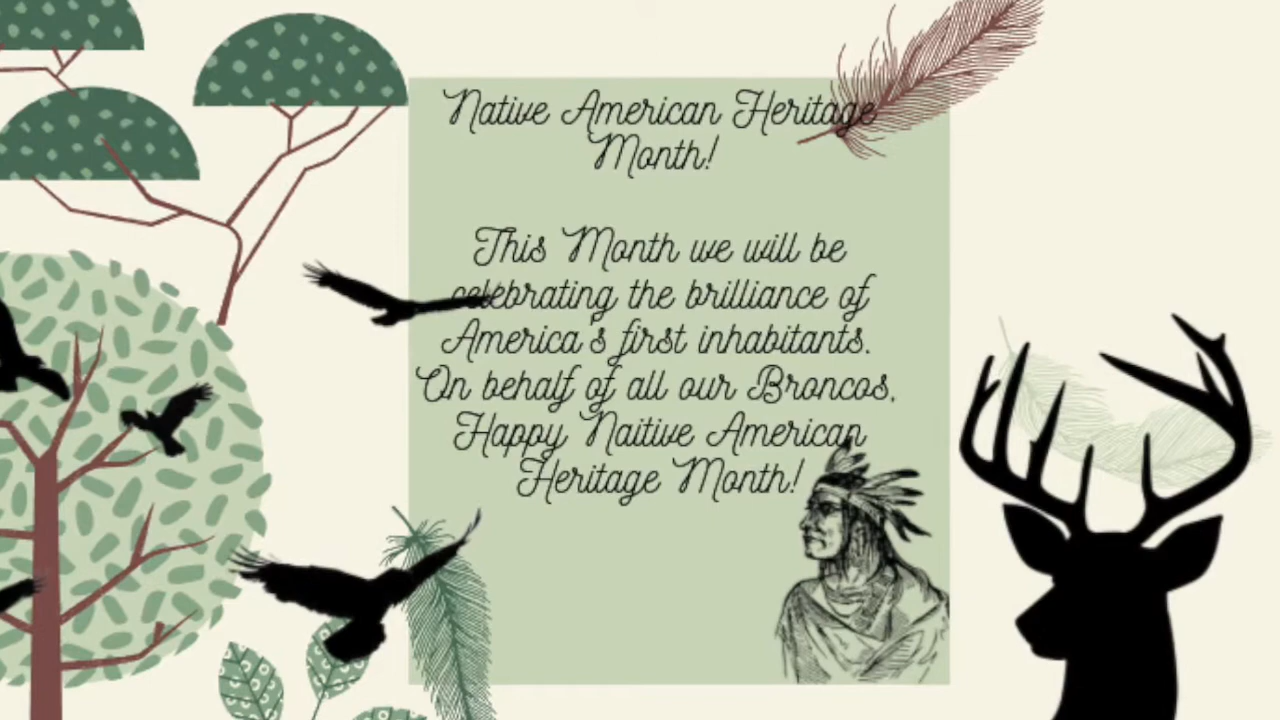 Native American Heritage
Month!
This Month we will be
celebrating the brilliance of
America's first inhabitants.
On behalf of all our Broncos,
Happy Naitive American
Heritage Month!